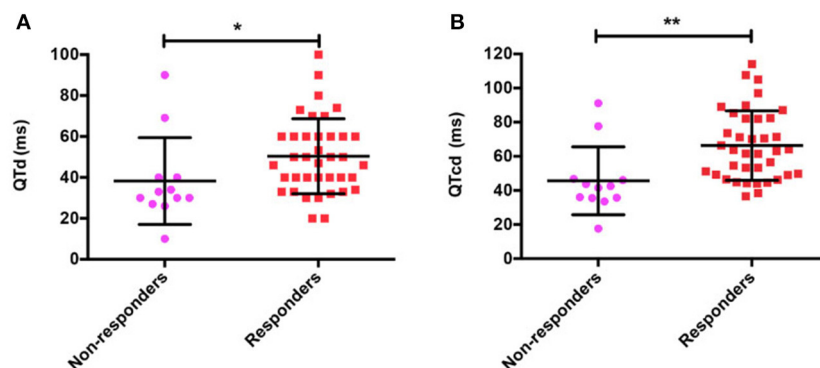 A
*
QTd (ms)
100
80
60
40
20
0
Non-responders
Responders
B
**
QTcd (ms)
120
100
80
60
40
20
0
Non-responders
Responders